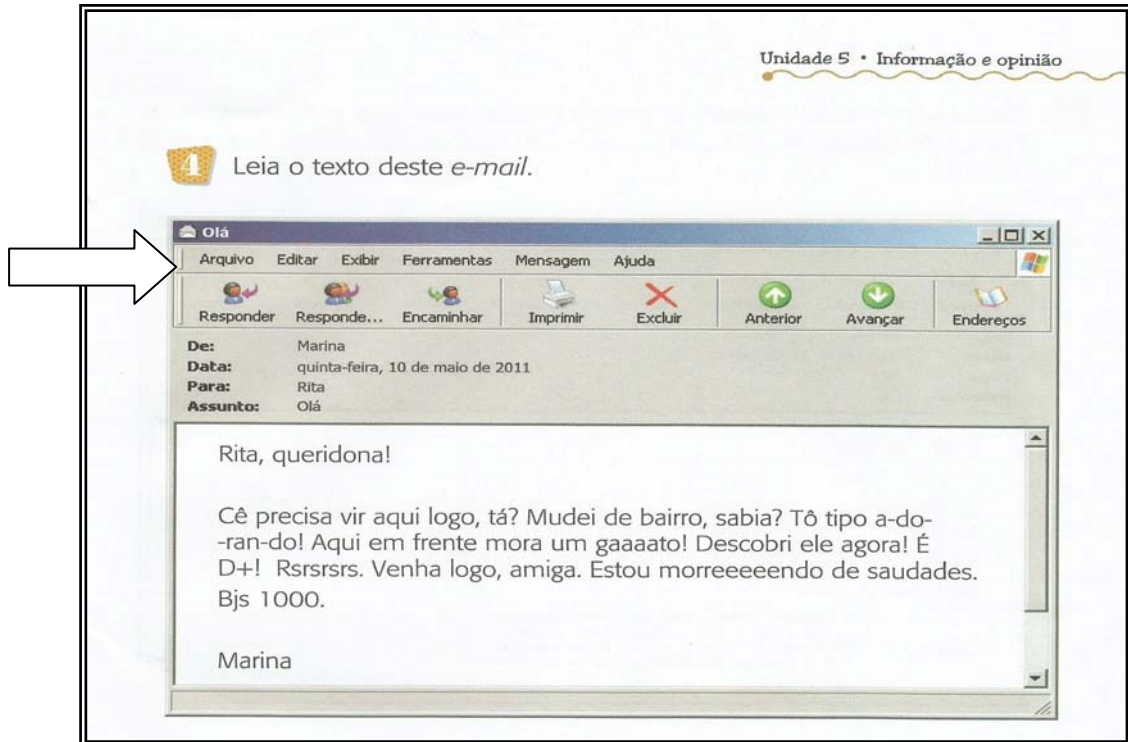 Unidade 5 • Informação e opinião
4 Leia o texto deste e-mail.
Olá
Arquivo Editar Exibir Ferramentas Mensagem Ajuda
Responder Responde... Encaminhar Imprimir Excluir Anterior Avançar Endereços
De: Marina
Data: quinta-feira, 10 de maio de 2011
Para: Rita
Assunto: Olá
Rita, queridona!
Cê precisa vir aqui logo, tá? Mudei de bairro, sabia? Tô tipo a-do-
-ran-do! Aqui em frente mora um gaaaato! Descobri ele agora! É
D+! Rsrsrsrs. Venha logo, amiga. Estou morreeeeendo de saudades.
Bjs 1000.
Marina